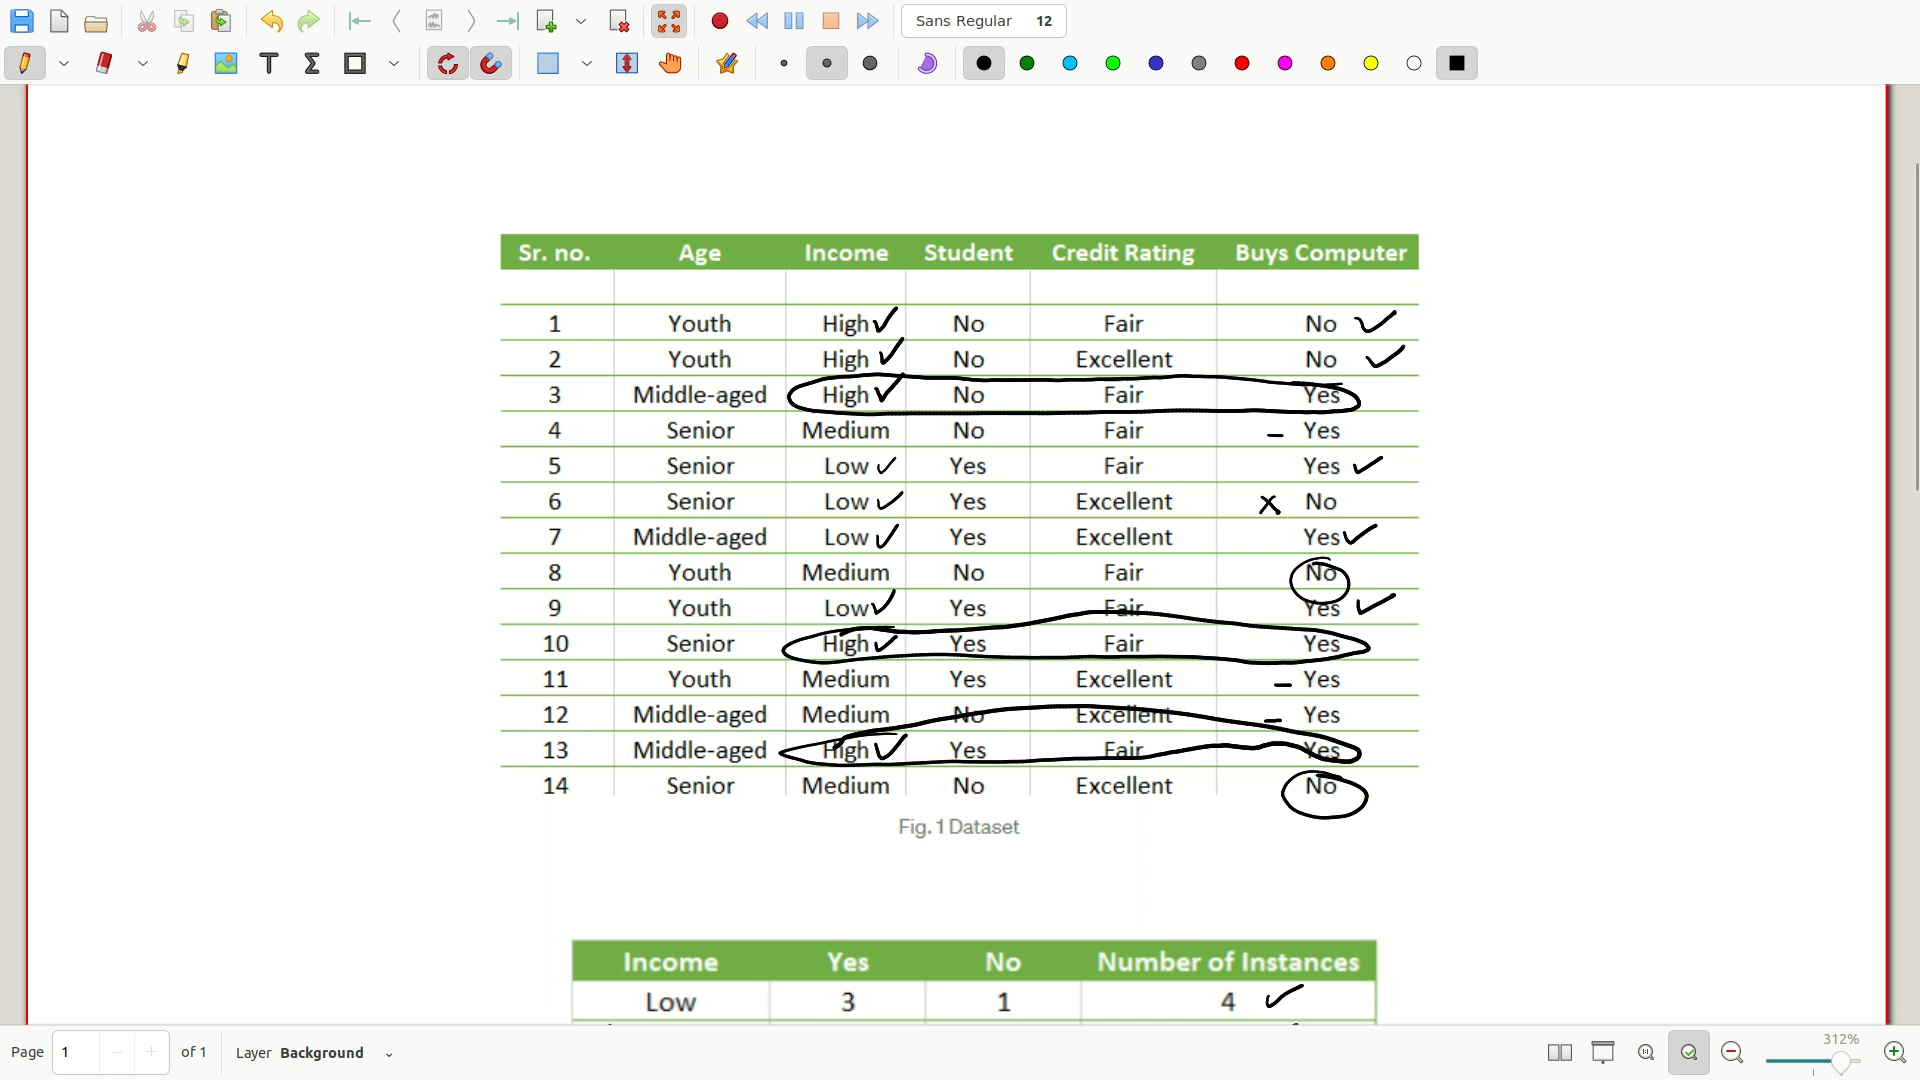 Sans Regular 12
Sr. no. Age Income Student Credit Rating Buys Computer
1 Youth High No Fair No
2 Youth High No Excellent No
3 Middle-aged High No Fair Yes
4 Senior Medium No Fair Yes
5 Senior Low Yes Fair Yes
6 Senior Low Yes Excellent No
7 Middle-aged Low Yes Excellent Yes
8 Youth Medium No Fair No
9 Youth Low Yes Fair Yes
10 Senior High Yes Fair Yes
11 Youth Medium Yes Excellent Yes
12 Middle-aged Medium No Excellent Yes
13 Middle-aged High Yes Fair Yes
14 Senior Medium No Excellent No
Fig. 1 Dataset
Income Yes No Number of Instances
Low 3 1 4
Page 1 of 1 Layer Background 312%